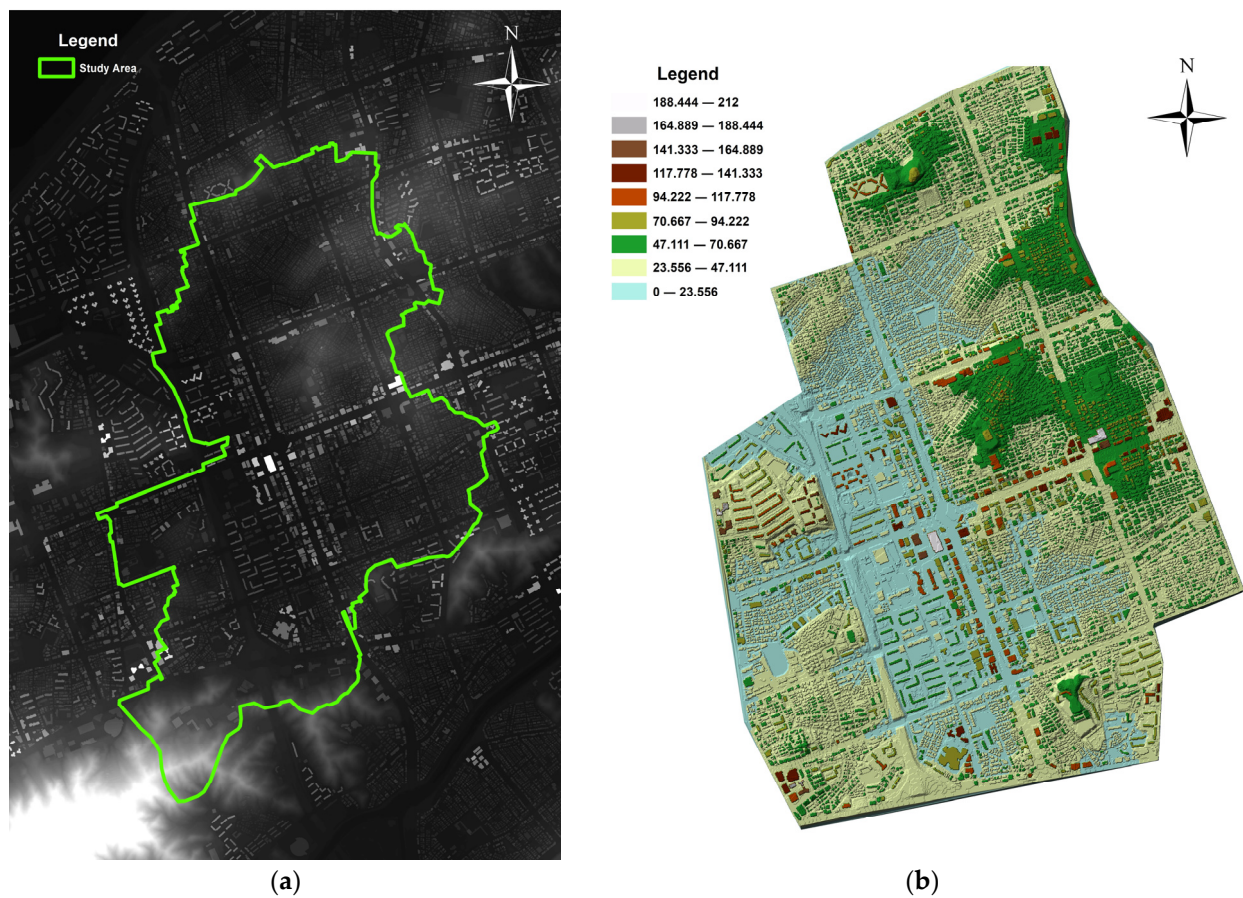 Legend
Study Area
N
Legend
188.444 — 212
164.889 — 188.444
141.333 — 164.889
117.778 — 141.333
94.222 — 117.778
70.667 — 94.222
47.111 — 70.667
23.556 — 47.111
0 — 23.556
N
(a)
(b)